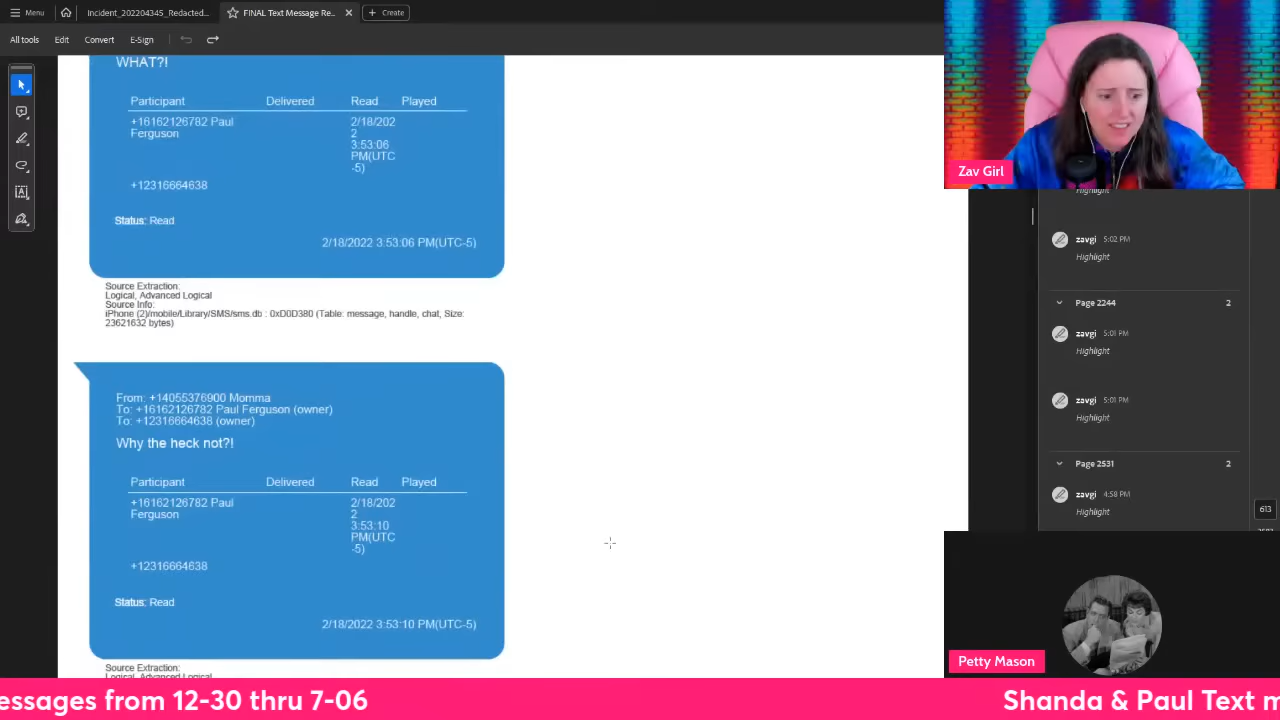 Menu
Incident_202204345_Redacted...
FINAL Text Message Re...
Create
All tools
Edit
Convert
E-Sign
WHAT?!
Participant Delivered Read Played
+16162126782 Paul
Ferguson
2/18/202
2
3:53:06
PM(UTC
-5)
+12316664638
Status: Read
2/18/2022 3:53:06 PM(UTC-5)
Source Extraction:
Logical, Advanced Logical
Source Info:
iPhone (2)/mobile/Library/SMS/sms.db : 0xD0D380 (Table: message, handle, chat, Size:
23621632 bytes)
From: +14055376900 Momma
To: +16162126782 Paul Ferguson (owner)
To: +12316664638 (owner)
Why the heck not?!
Participant Delivered Read Played
+16162126782 Paul
Ferguson
2/18/202
2
3:53:10
PM(UTC
-5)
+12316664638
Status: Read
2/18/2022 3:53:10 PM(UTC-5)
Source Extraction:
Logical, Advanced Logical
Zav Girl
Highlight
zavgi 5:02 PM
Highlight
Page 2244 2
zavgi 5:01 PM
Highlight
zavgi 5:01 PM
Highlight
Page 2531 2
zavgi 4:58 PM
Highlight
613
Petty Mason
essages from 12-30 thru 7-06
Shanda & Paul Text m